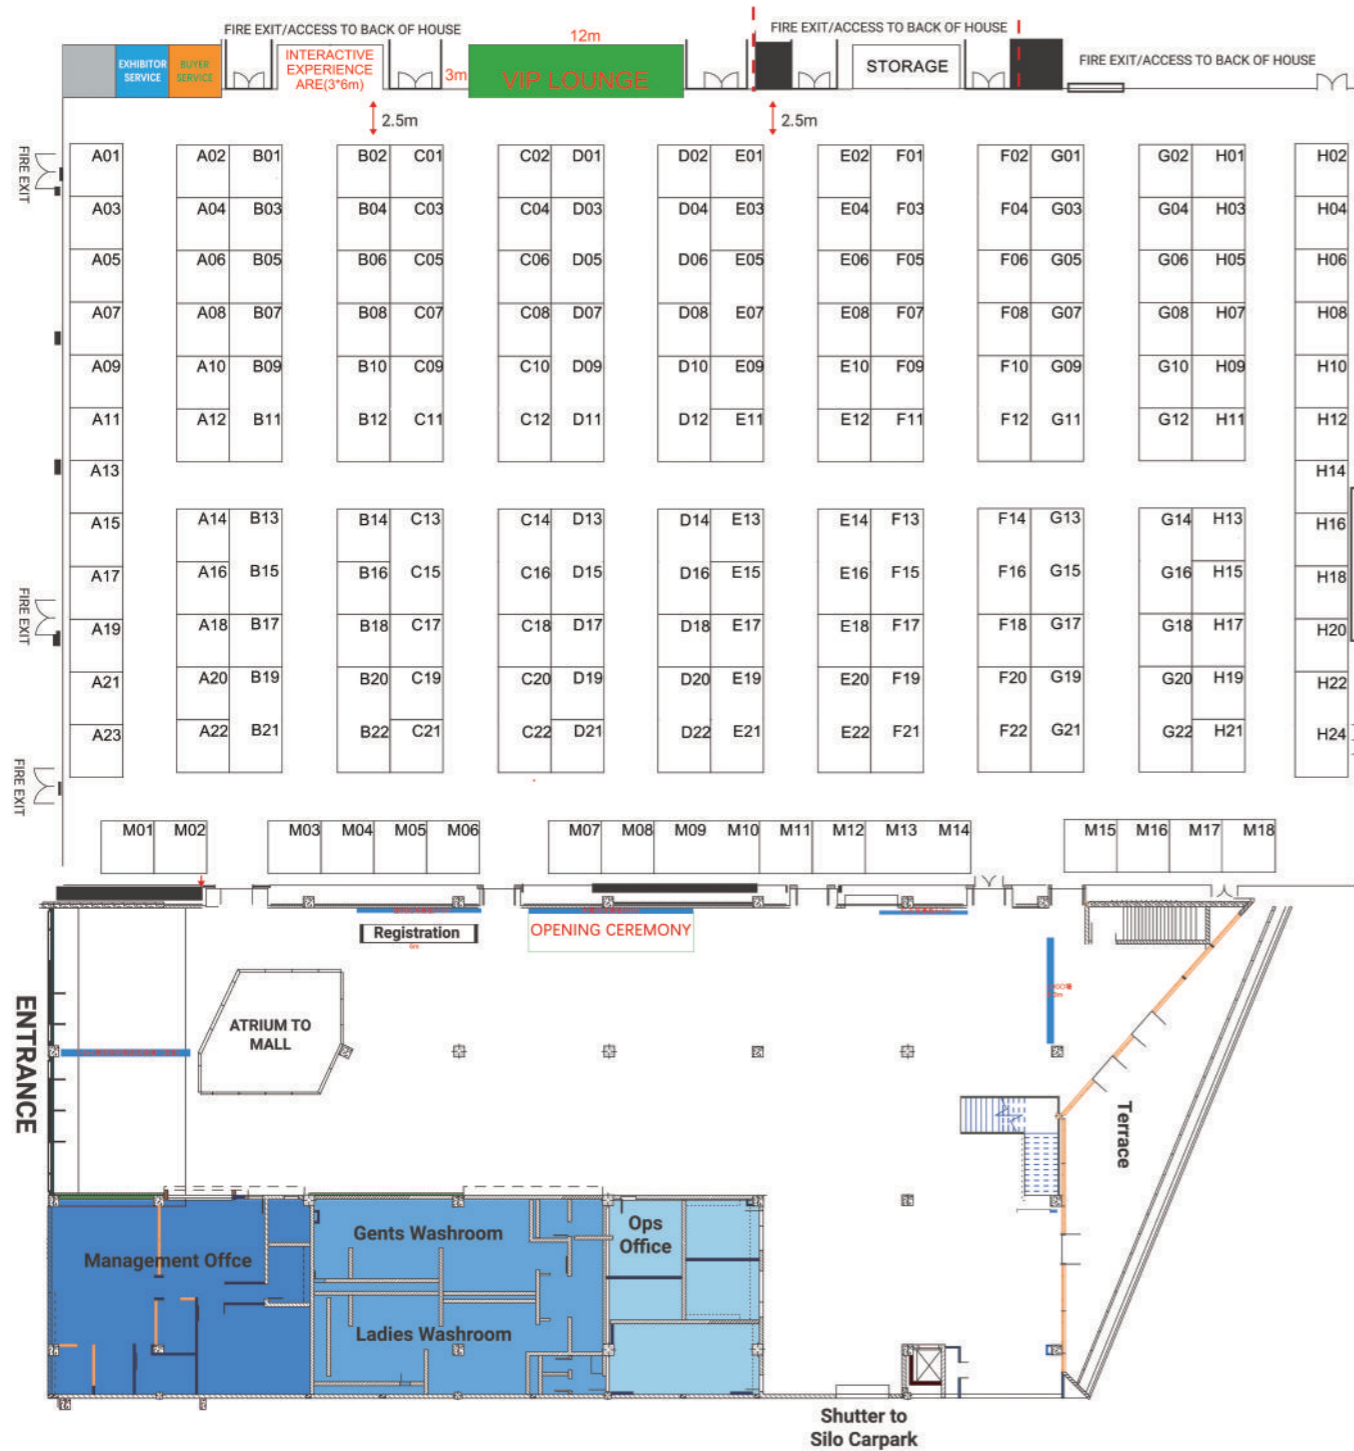 FIRE EXIT/ACCESS TO BACK OF HOUSE
12m
FIRE EXIT/ACCESS TO BACK OF HOUSE
EXHIBITOR
SERVICE
BUYER
SERVICE
INTERACTIVE
EXPERIENCE
ARE(3*6m)
3m
VIP LOUNGE
STORAGE
FIRE EXIT/ACCESS TO BACK OF HOUSE
2.5m
2.5m
FIRE EXIT
A01 A02 B01 B02 C01 C02 D01 D02 E01 E02 F01 F02 G01 G02 H01 H02
A03 A04 B03 B04 C03 C04 D03 D04 E03 E04 F03 F04 G03 G04 H03 H04
A05 A06 B05 B06 C05 C06 D05 D06 E05 E06 F05 F06 G05 G06 H05 H06
A07 A08 B07 B08 C07 C08 D07 D08 E07 E08 F07 F08 G07 G08 H07 H08
A09 A10 B09 B10 C09 C10 D09 D10 E09 E10 F09 F10 G09 G10 H09 H10
A11 A12 B11 B12 C11 C12 D11 D12 E11 E12 F11 F12 G11 G12 H11 H12
A13 H14
A15 A14 B13 B14 C13 C14 D13 D14 E13 E14 F13 F14 G13 G14 H13 H16
A17 A16 B15 B16 C15 C16 D15 D16 E15 E16 F15 F16 G15 G16 H15 H18
FIRE EXIT
A19 A18 B17 B18 C17 C18 D17 D18 E17 E18 F17 F18 G17 G18 H17 H20
A21 A20 B19 B20 C19 C20 D19 D20 E19 E20 F19 F20 G19 G20 H19 H22
A23 A22 B21 B22 C21 C22 D21 D22 E21 E22 F21 F22 G21 G22 H21 H24
FIRE EXIT
M01 M02 M03 M04 M05 M06 M07 M08 M09 M10 M11 M12 M13 M14 M15 M16 M17 M18
Registration
6m
OPENING CEREMONY
ENTRANCE
ATRIUM TO
MALL
Terrace
Management Offce
Gents Washroom
Ops
Office
Ladies Washroom
Shutter to
Silo Carpark